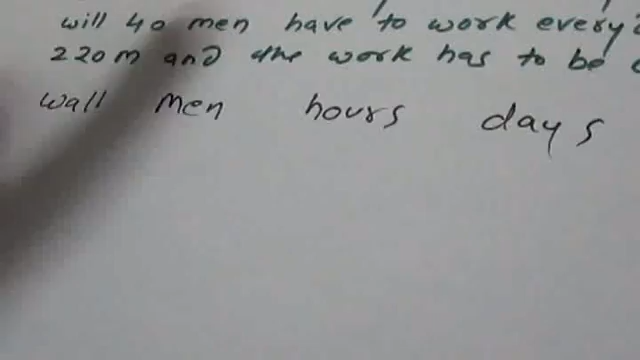 will 40 men have to work every
220m and the work has to be
wall men hours days